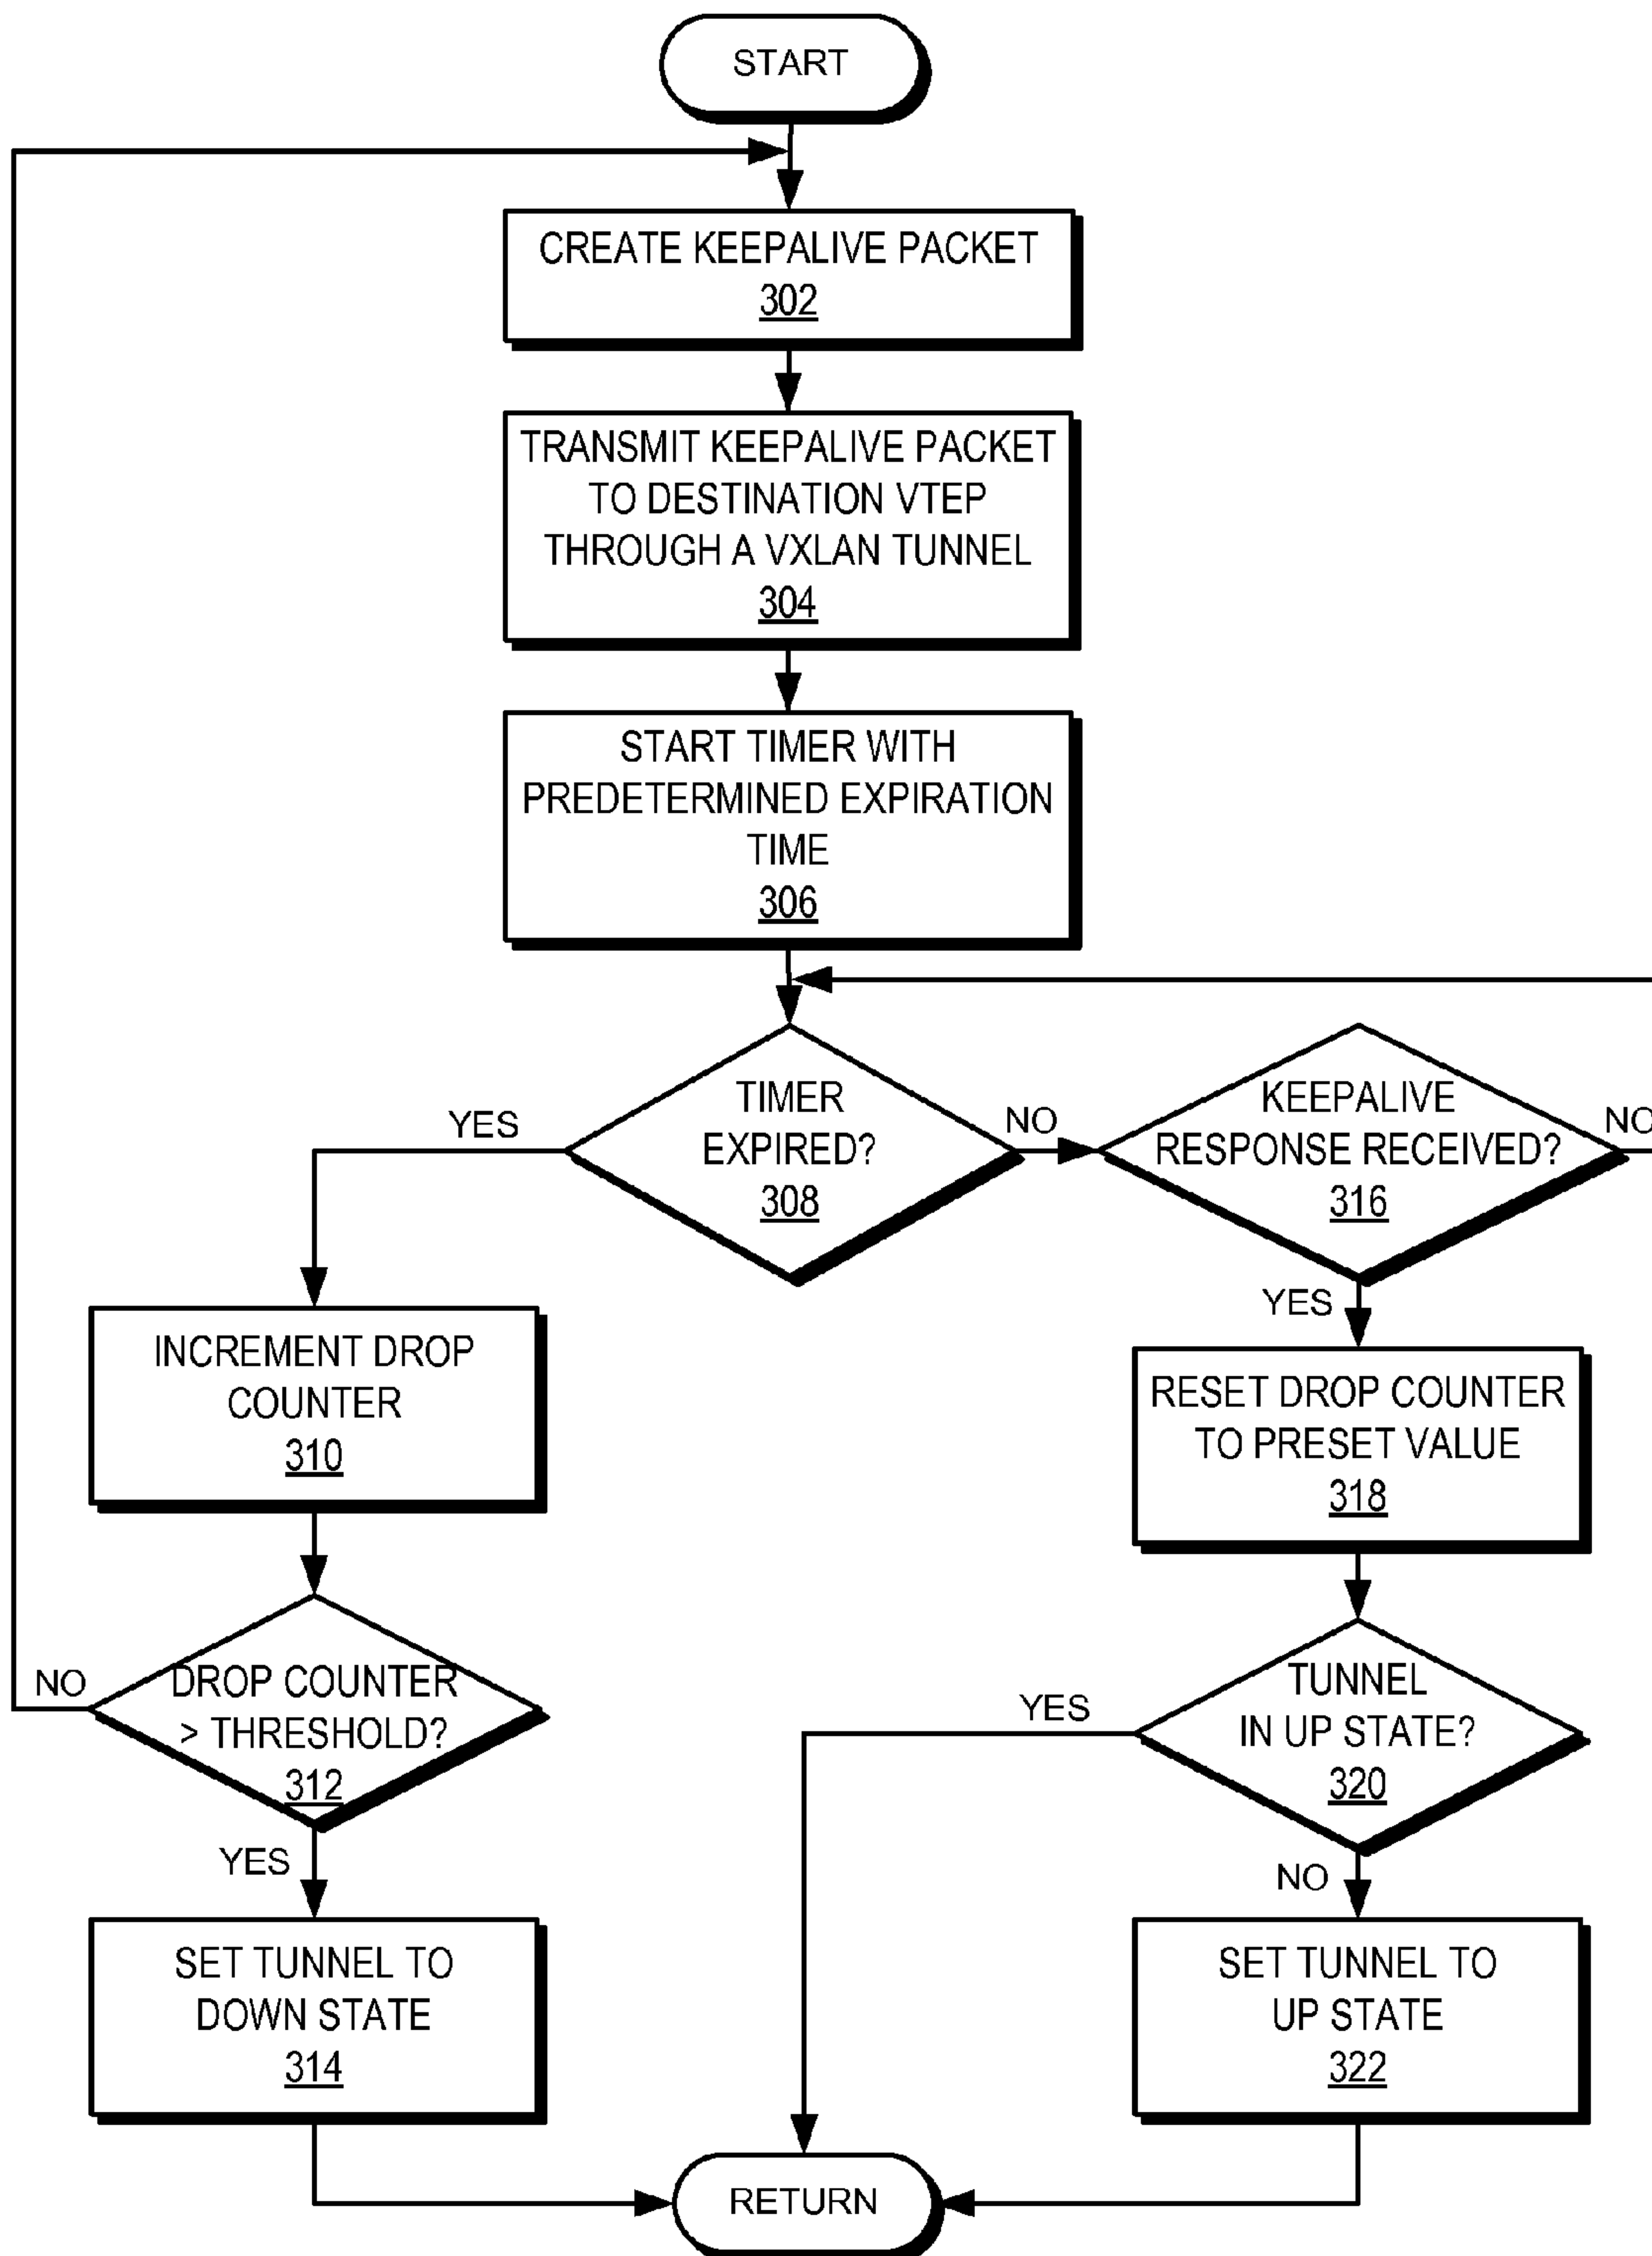 START
CREATE KEEPALIVE PACKET
302
TRANSMIT KEEPALIVE PACKET
TO DESTINATION VTEP
THROUGH A VXLAN TUNNEL
304
START TIMER WITH
PREDETERMINED EXPIRATION
TIME
306
TIMER
EXPIRED?
308
YES
NO
KEEPALIVE
RESPONSE RECEIVED?
316
NO
YES
INCREMENT DROP
COUNTER
310
RESET DROP COUNTER
TO PRESET VALUE
318
DROP COUNTER
> THRESHOLD?
312
NO
YES
TUNNEL
IN UP STATE?
320
YES
NO
SET TUNNEL TO
DOWN STATE
314
SET TUNNEL TO
UP STATE
322
RETURN